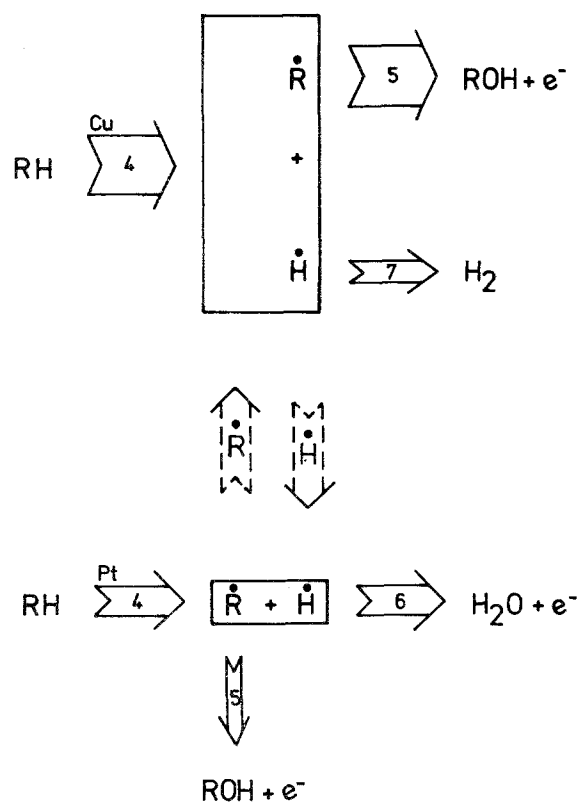 Ṙ
5
ROH + e⁻
Cu
RH
4
+
Ḣ
7
H₂
Ṙ
Ḣ
Pt
RH
4
Ṙ + Ḣ
6
H₂O + e⁻
5
ROH + e⁻